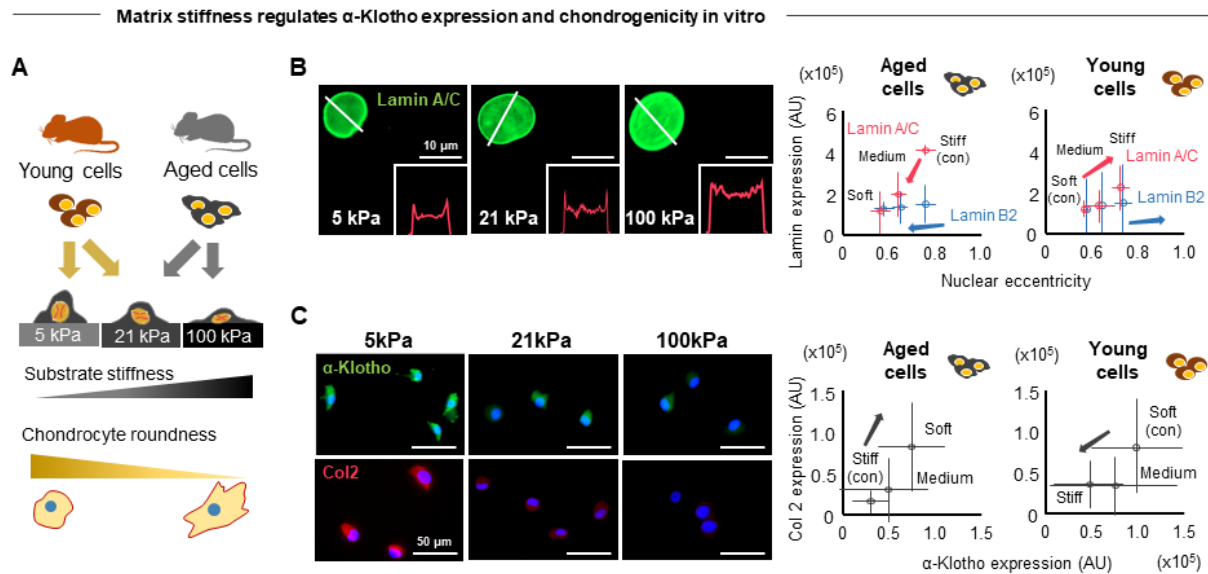 Matrix stiffness regulates α-Klotho expression and chondrogenicity in vitro
A
Young cells
Aged cells
5 kPa
21 kPa
100 kPa
Substrate stiffness
Chondrocyte roundness
B
Lamin A/C
10 μm
5 kPa
21 kPa
100 kPa
(x10⁵)
Aged
cells
Lamin expression (AU)
6
4
2
0
Lamin A/C
Medium
Stiff
(con)
Soft
Lamin B2
0
0.6
0.8
1.0
(x10⁵)
Young
cells
Stiff
Medium
Lamin A/C
Soft
(con)
Lamin B2
6
4
2
0
0
0.6
0.8
1.0
Nuclear eccentricity
C
5kPa
21kPa
100kPa
α-Klotho
Col2
50 μm
(x10⁵)
Aged
cells
Col 2 expression (AU)
1.5
1.0
0.5
0
Soft
Stiff
(con)
Medium
0
0.5
1.0
1.5
(x10⁵)
Young
cells
1.5
1.0
0.5
0
Soft
(con)
Medium
Stiff
0
0.5
1.0
1.5
α-Klotho expression (AU)
(x10⁵)